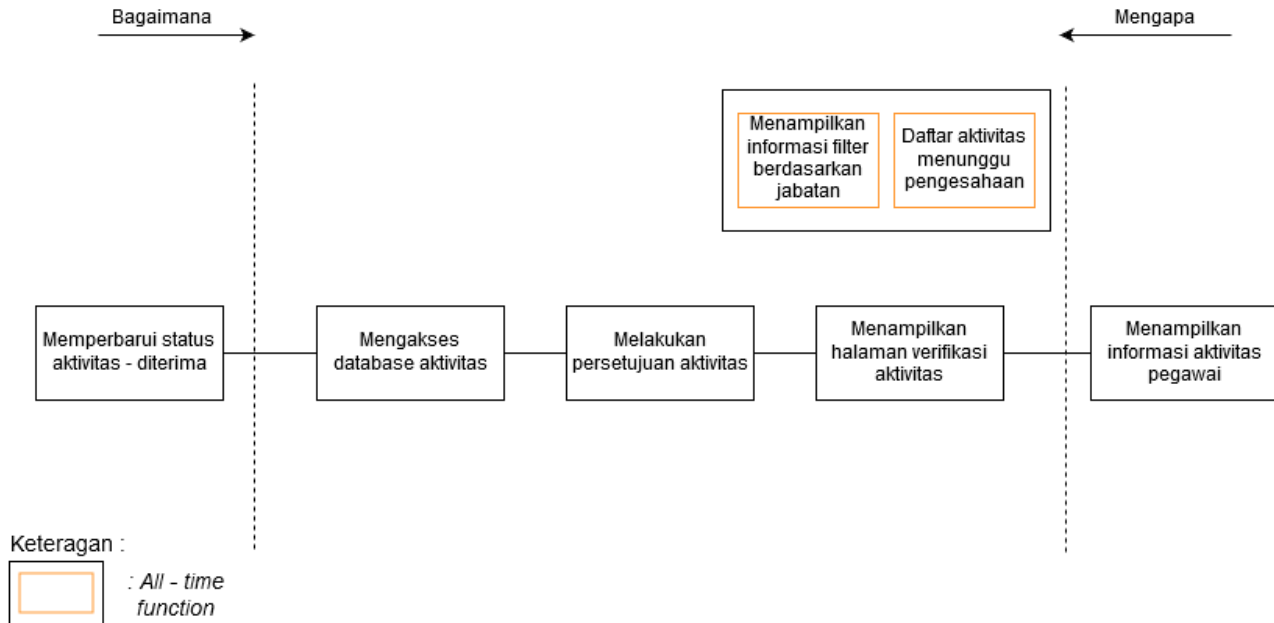 Bagaimana
Mengapa
Menampilkan
informasi filter
berdasarkan
jabatan
Daftar aktivitas
menunggu
pengesahaan
Memperbarui status
aktivitas - diterima
Mengakses
database aktivitas
Melakukan
persetujuan aktivitas
Menampilkan
halaman verifikasi
aktivitas
Menampilkan
informasi aktivitas
pegawai
Keteragan :
: All - time
function